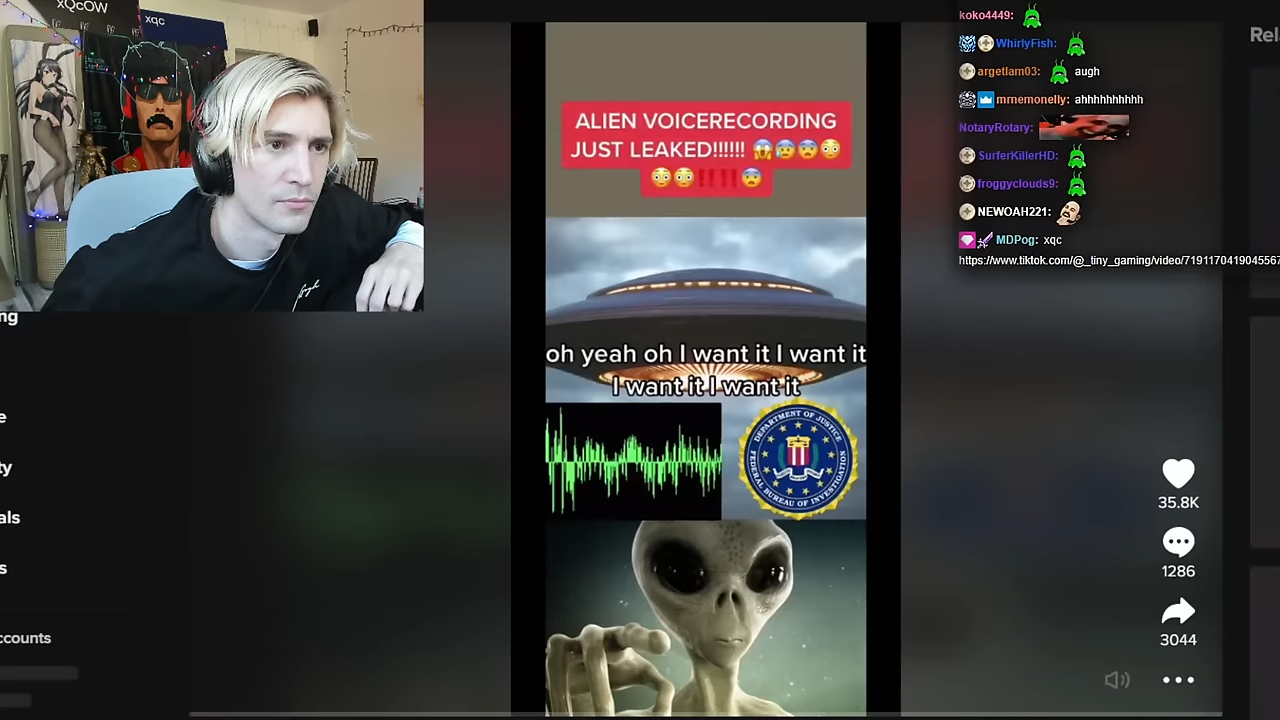 xQcOW
xqc
ALIEN VOICERECORDING
JUST LEAKED!!!!!! 😱😰😨😳
😳😳‼️‼️😨
oh yeah oh I want it I want it
I want it I want it
DEPARTMENT OF JUSTICE
FEDERAL BUREAU OF INVESTIGATION
koko4449:
WhirlyFish:
argetlam03: augh
mrmemonelly: ahhhhhhhhhh
NotaryRotary:
SurferKillerHD:
froggyclouds9:
NEWOAH221:
MDPog: xqc
https://www.tiktok.com/@_tiny_gaming/video/719117041904556
Rel
ng
e
ty
als
s
ccounts
35.8K
1286
3044